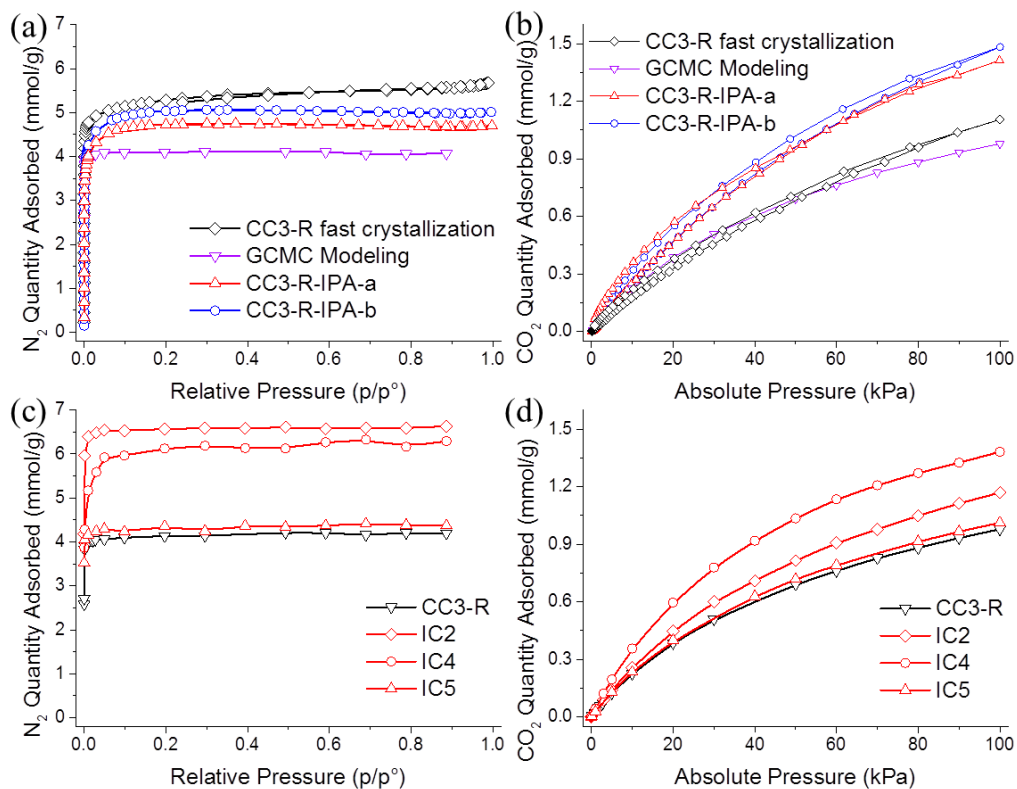 (a)
7
6
5
4
3
2
1
0
N₂ Quantity Adsorbed (mmol/g)
CC3-R fast crystallization
GCMC Modeling
CC3-R-IPA-a
CC3-R-IPA-b
0.0 0.2 0.4 0.6 0.8 1.0
Relative Pressure (p/p°)
(b)
1.5
1.2
0.9
0.6
0.3
0.0
CO₂ Quantity Adsorbed (mmol/g)
CC3-R fast crystallization
GCMC Modeling
CC3-R-IPA-a
CC3-R-IPA-b
0 20 40 60 80 100
Absolute Pressure (kPa)
(c)
7
6
5
4
3
2
1
0
N₂ Quantity Adsorbed (mmol/g)
CC3-R
IC2
IC4
IC5
0.0 0.2 0.4 0.6 0.8 1.0
Relative Pressure (p/p°)
(d)
1.5
1.2
0.9
0.6
0.3
0.0
CO₂ Quantity Adsorbed (mmol/g)
CC3-R
IC2
IC4
IC5
0 20 40 60 80 100
Absolute Pressure (kPa)